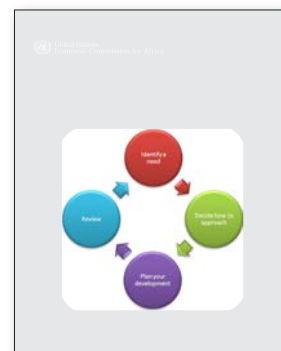 United Nations
Economic Commission for Africa
Identify a
need
Decide how to
approach
Plan your
development
Review